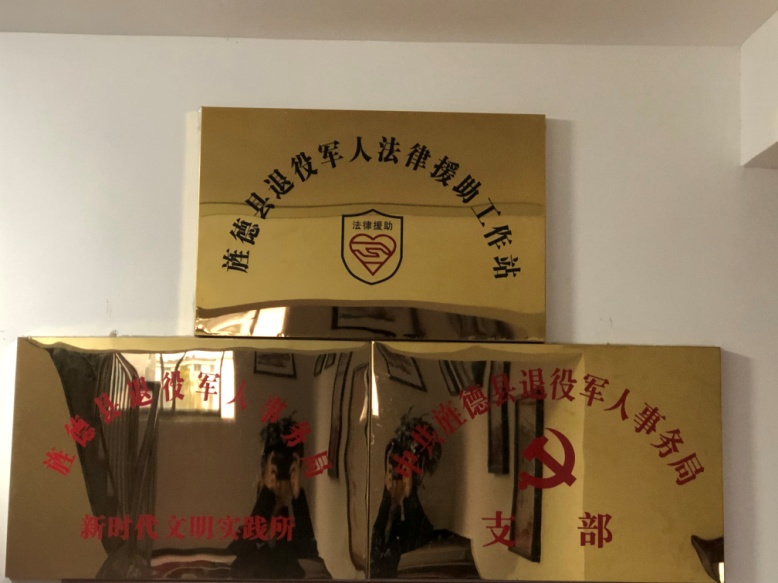 旌德县退役军人法律援助工作站
法律援助
旌德县退役军人事务局
新时代文明实践所
中共旌德县退役军人事务局
支部